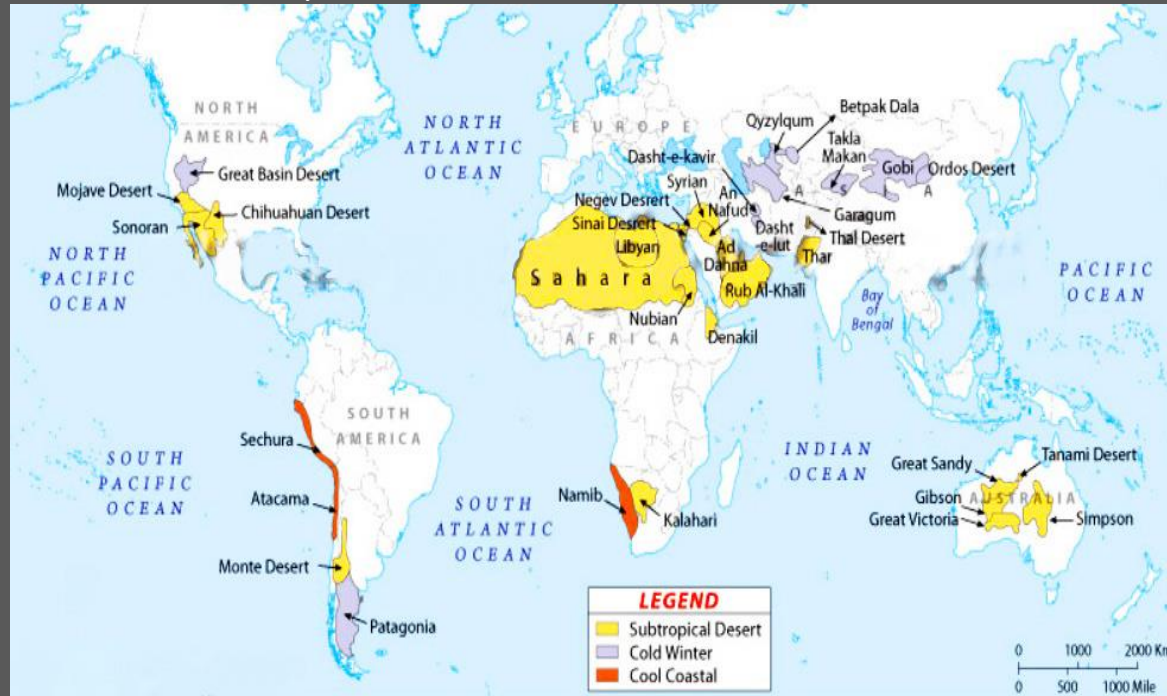 NORTH
AMERICA
NORTH
ATLANTIC
OCEAN
EUROPE
Betpak Dala
Qyzylqum
Takla
Makan
Gobi
Ordos Desert
ASIA
Dasht-e-kavir
Great Basin Desert
Mojave Desert
Chihuahuan Desert
Sonoran
Syrian
An
Nafud
Negev Desrert
Sinai Desrert
Garagum
Dasht
-e-lut
Thal Desert
Thar
Libyan
Ad
Dahna
Sahara
Rub Al-Khali
NORTH
PACIFIC
OCEAN
PACIFIC
OCEAN
Bay
of
Bengal
Nubian
AFRICA
Denakil
SOUTH
AMERICA
Sechura
INDIAN
OCEAN
Great Sandy
Tanami Desert
SOUTH
PACIFIC
OCEAN
Atacama
SOUTH
ATLANTIC
OCEAN
Namib
Kalahari
Gibson
AUSTRALIA
Great Victoria
Simpson
Monte Desert
Patagonia
LEGEND
Subtropical Desert
Cold Winter
Cool Coastal
0 1000 2000 Km
0 500 1000 Mile